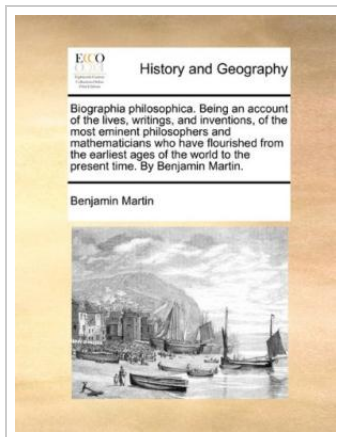 ECCO
History and Geography
Biographia philosophica. Being an account
of the lives, writings, and inventions, of the
most eminent philosophers and
mathematicians who have flourished from
the earliest ages of the world to the
present time. By Benjamin Martin.
Benjamin Martin